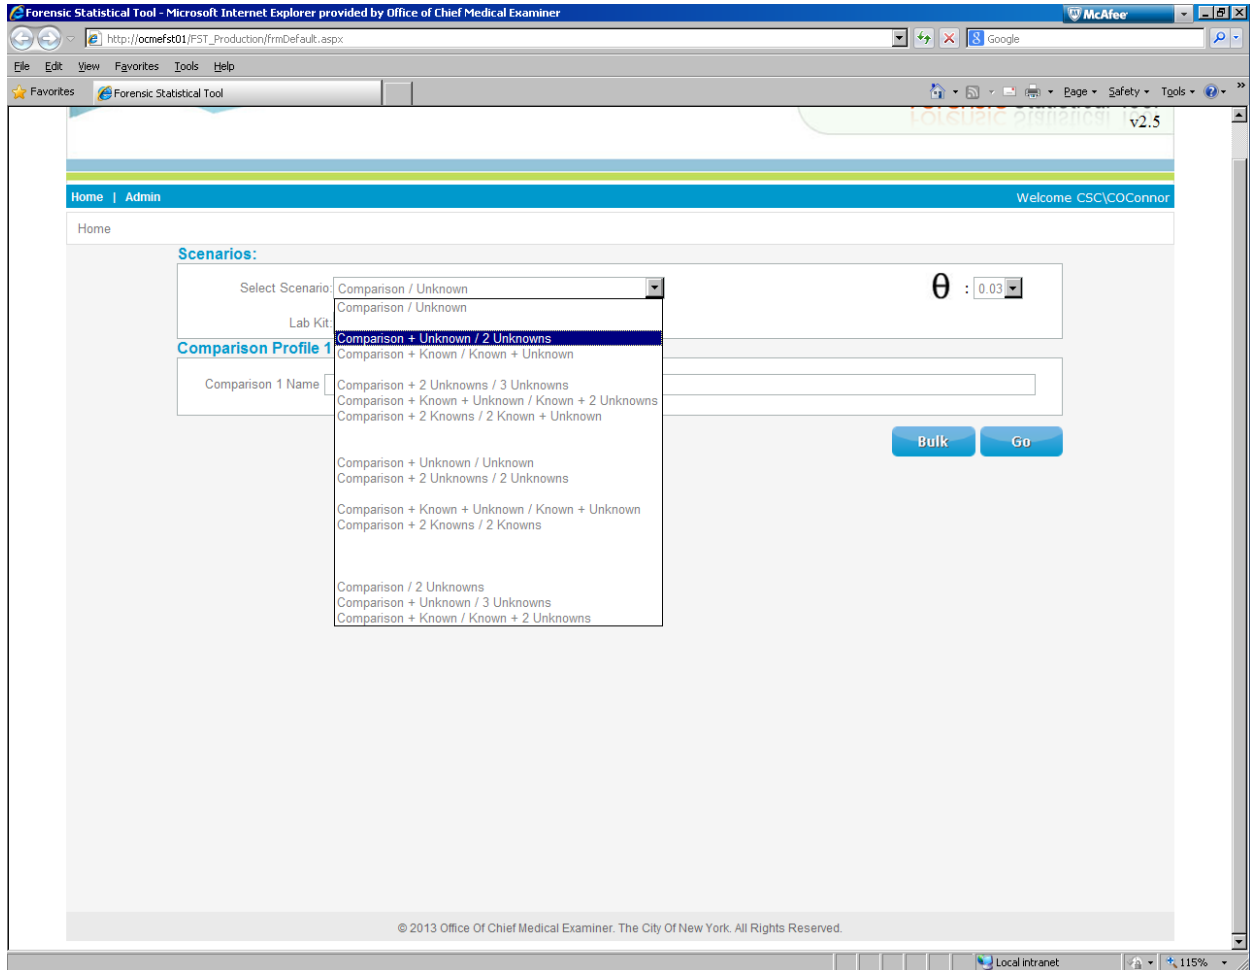 Forensic Statistical Tool - Microsoft Internet Explorer provided by Office of Chief Medical Examiner
McAfee
http://ocmefst01/FST_Production/frmDefault.aspx
Google
File Edit View Favorites Tools Help
Favorites Forensic Statistical Tool Page Safety Tools
Forensic Statistical Tool
v2.5
Home | Admin Welcome CSC\COConnor
Home
Scenarios:
Select Scenario: Comparison / Unknown θ : 0.03
Comparison / Unknown
Lab Kit:
Comparison + Unknown / 2 Unknowns
Comparison Profile 1
Comparison + Known / Known + Unknown
Comparison 1 Name
Comparison + 2 Unknowns / 3 Unknowns
Comparison + Known + Unknown / Known + 2 Unknowns
Comparison + 2 Knowns / 2 Known + Unknown
Bulk Go
Comparison + Unknown / Unknown
Comparison + 2 Unknowns / 2 Unknowns
Comparison + Known + Unknown / Known + Unknown
Comparison + 2 Knowns / 2 Knowns
Comparison / 2 Unknowns
Comparison + Unknown / 3 Unknowns
Comparison + Known / Known + 2 Unknowns
© 2013 Office Of Chief Medical Examiner. The City Of New York. All Rights Reserved.
Local intranet 115%